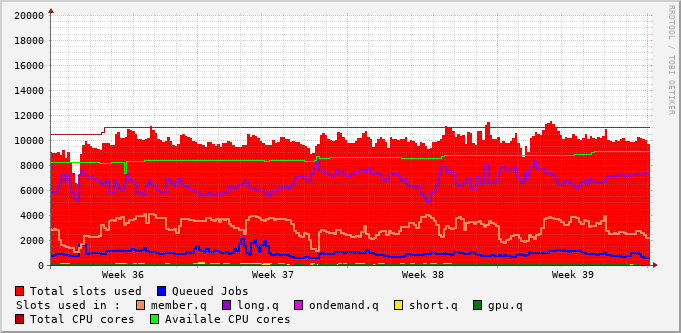 20000
18000
16000
14000
12000
10000
8000
6000
4000
2000
0
Week 36 Week 37 Week 38 Week 39
RRDTOOL / TOBI OETIKER
Total slots used Queued Jobs
Slots used in : member.q long.q ondemand.q short.q gpu.q
Total CPU cores Availale CPU cores